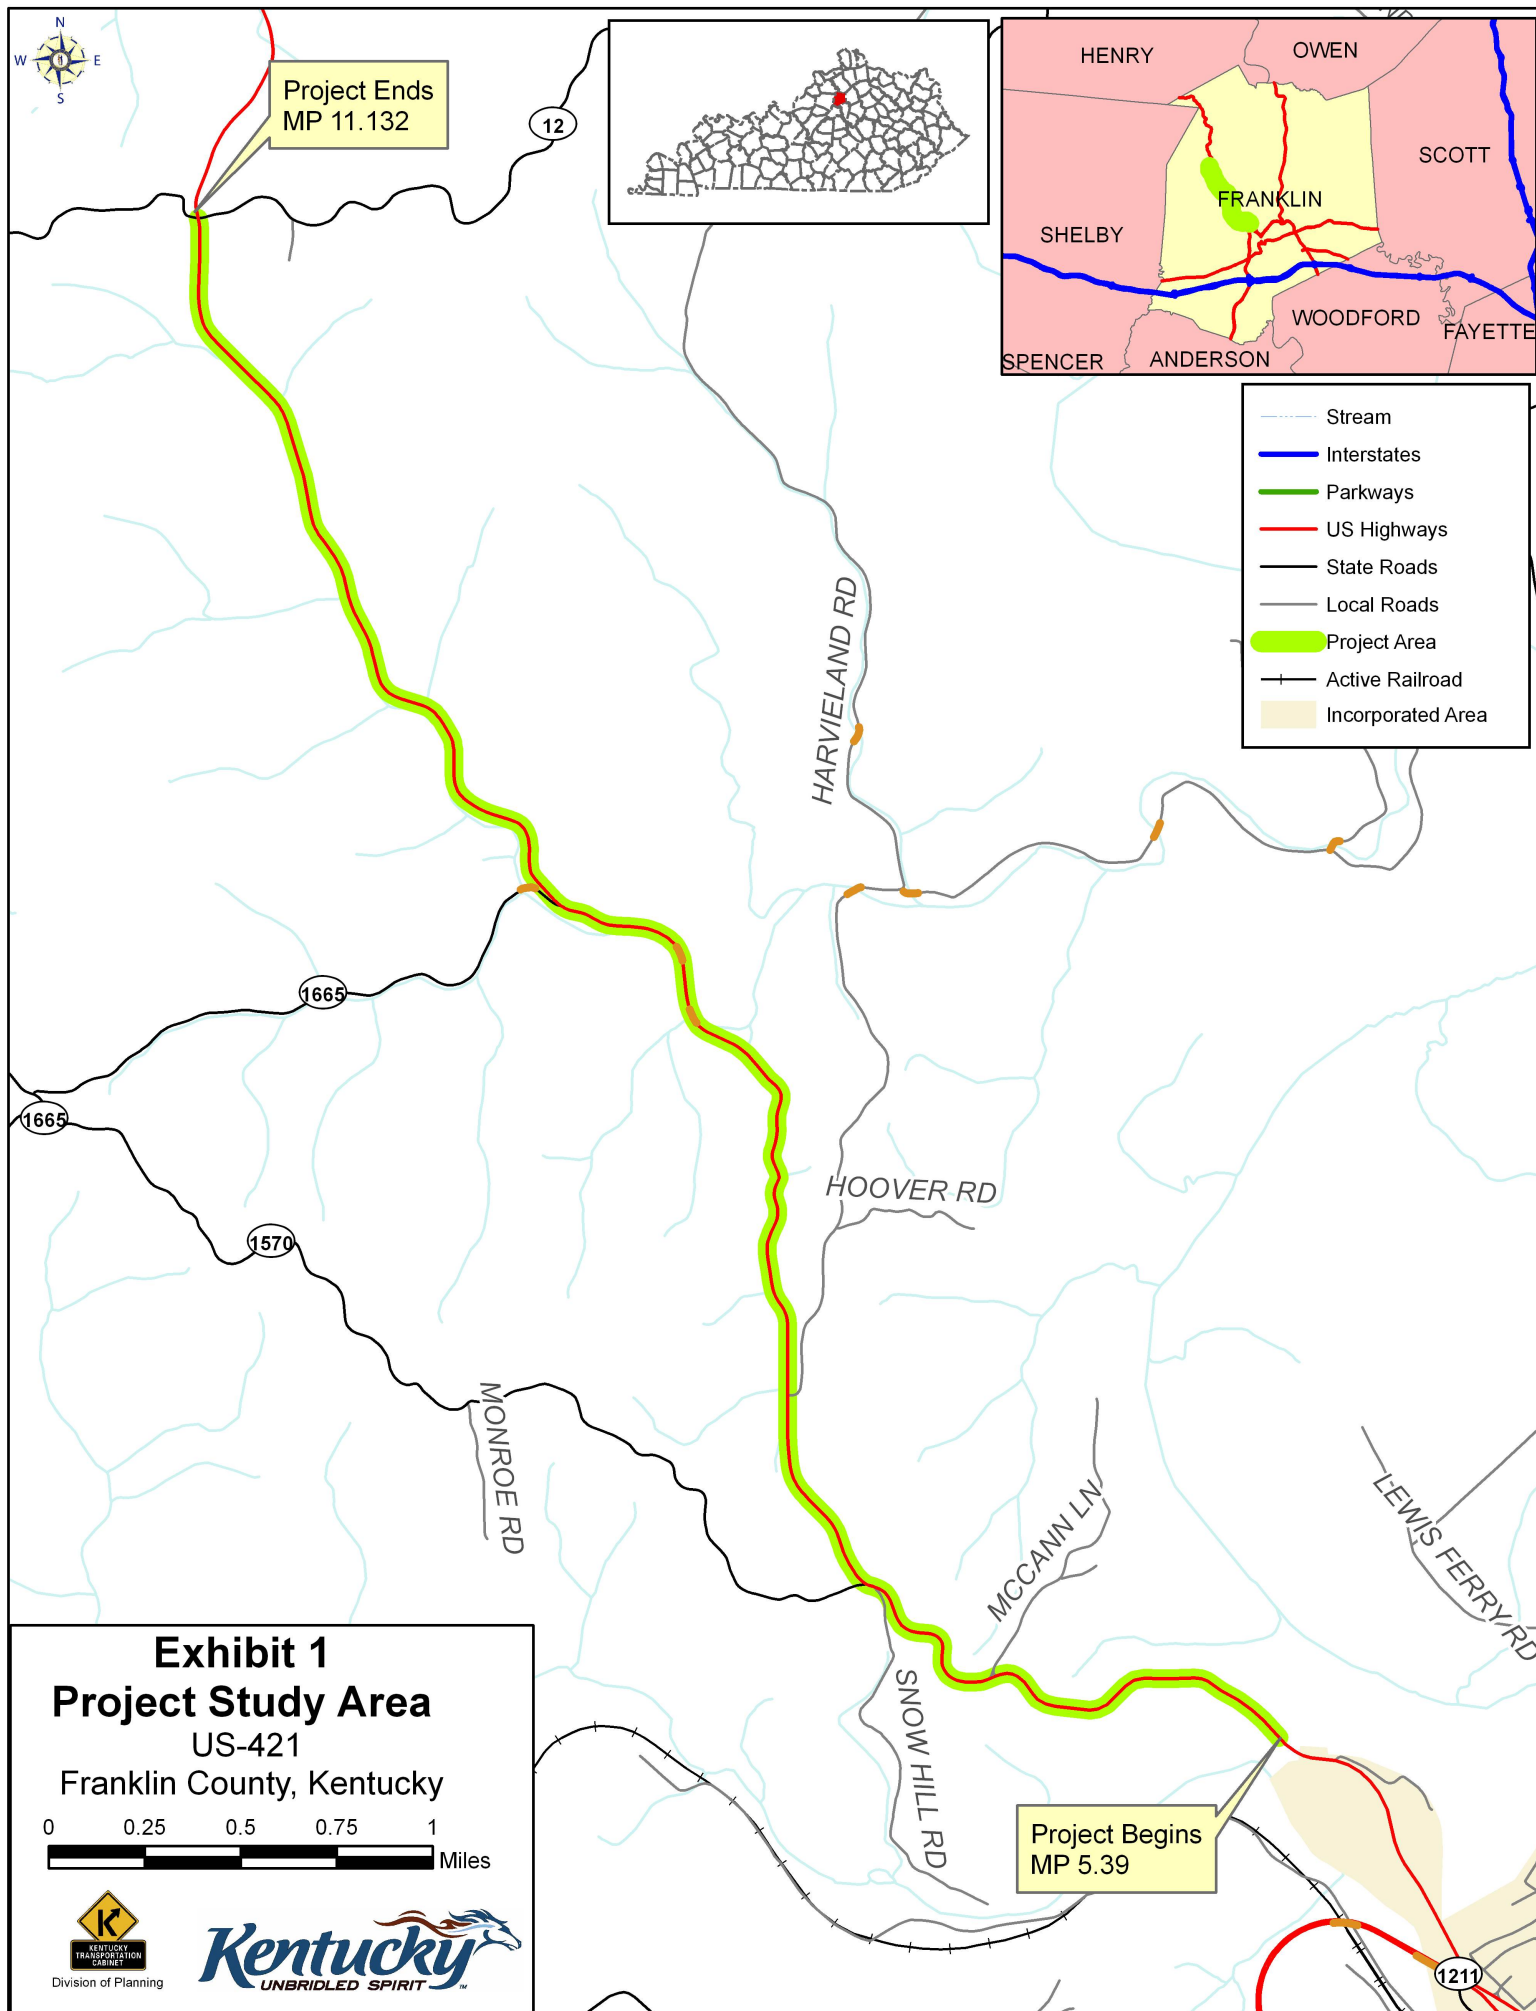 N
W
E
S
Project Ends
MP 11.132
12
HENRY
OWEN
SCOTT
FRANKLIN
SHELBY
WOODFORD
FAYETTE
SPENCER
ANDERSON
Stream
Interstates
Parkways
US Highways
State Roads
Local Roads
Project Area
Active Railroad
Incorporated Area
HARVIELAND RD
1665
1665
HOOVER RD
1570
MONROE RD
MCCANN LN
LEWIS FERRY RD
SNOW HILL RD
Project Begins
MP 5.39
1211
Exhibit 1
Project Study Area
US-421
Franklin County, Kentucky
0 0.25 0.5 0.75 1
Miles
K
KENTUCKY
TRANSPORTATION
CABINET
Division of Planning
Kentucky
UNBRIDLED SPIRIT™